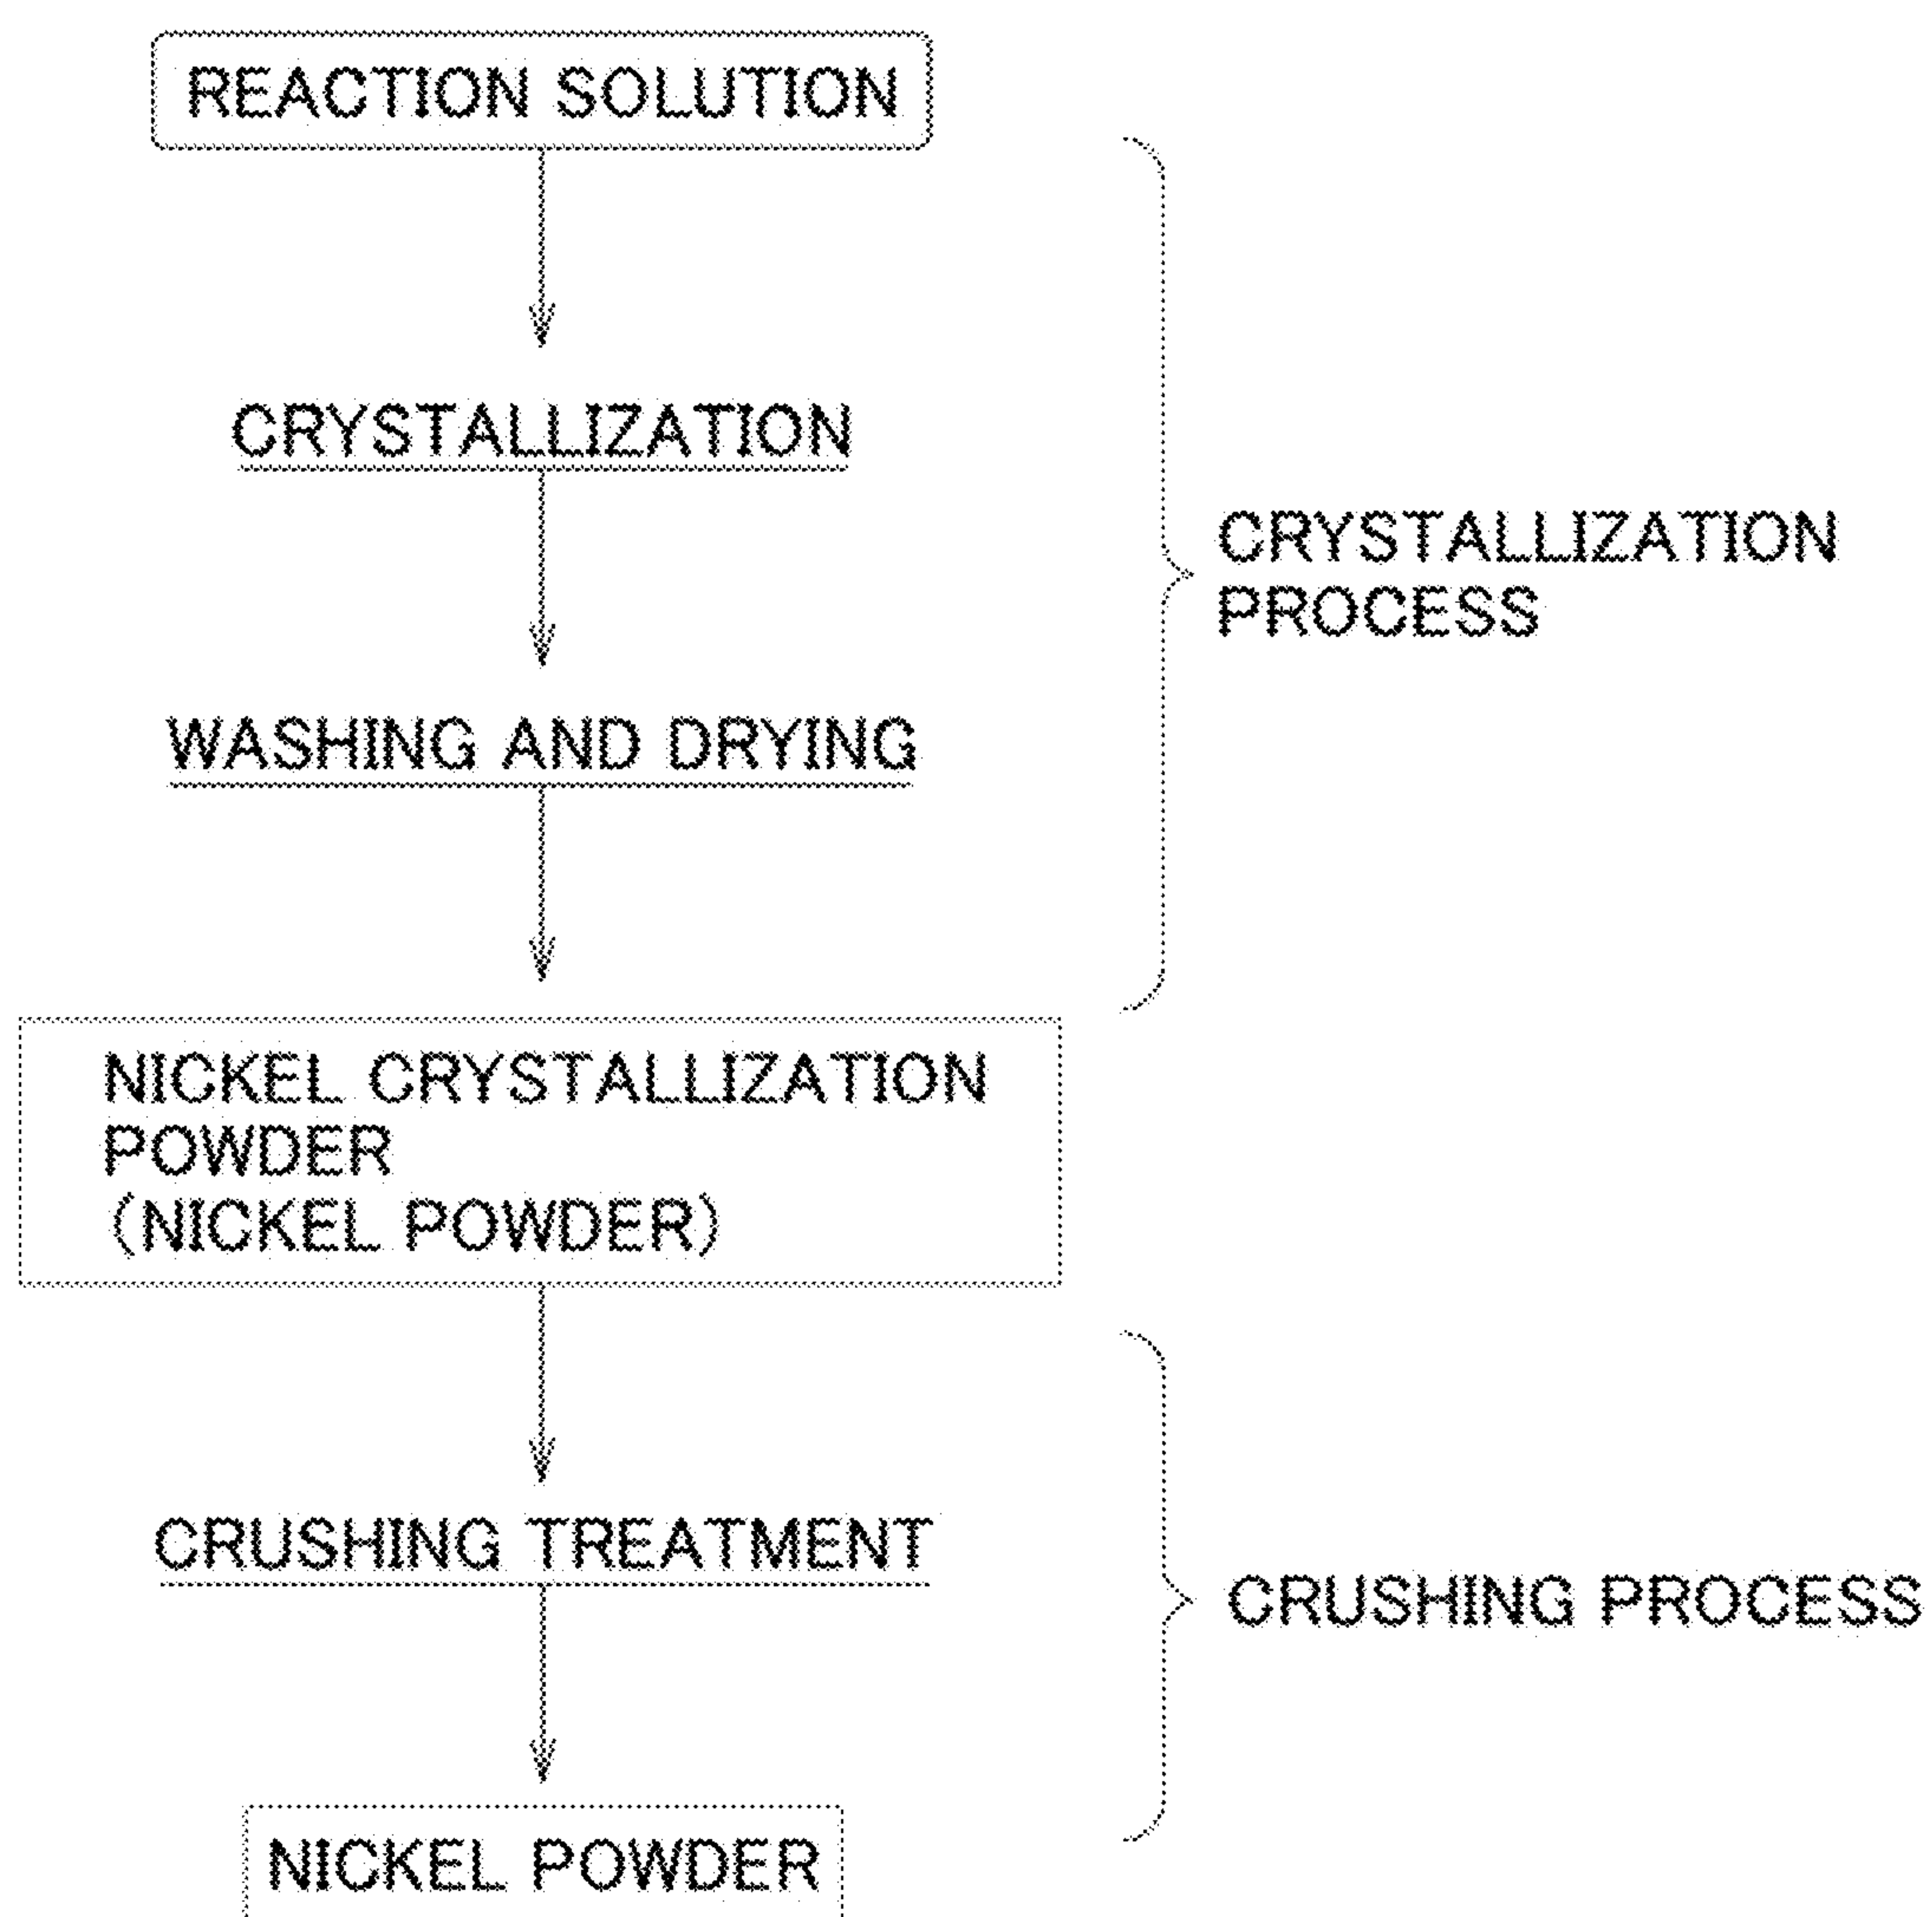 REACTION SOLUTION
CRYSTALLIZATION
CRYSTALLIZATION
PROCESS
WASHING AND DRYING
NICKEL CRYSTALLIZATION
POWDER
(NICKEL POWDER)
CRUSHING TREATMENT
CRUSHING PROCESS
NICKEL POWDER